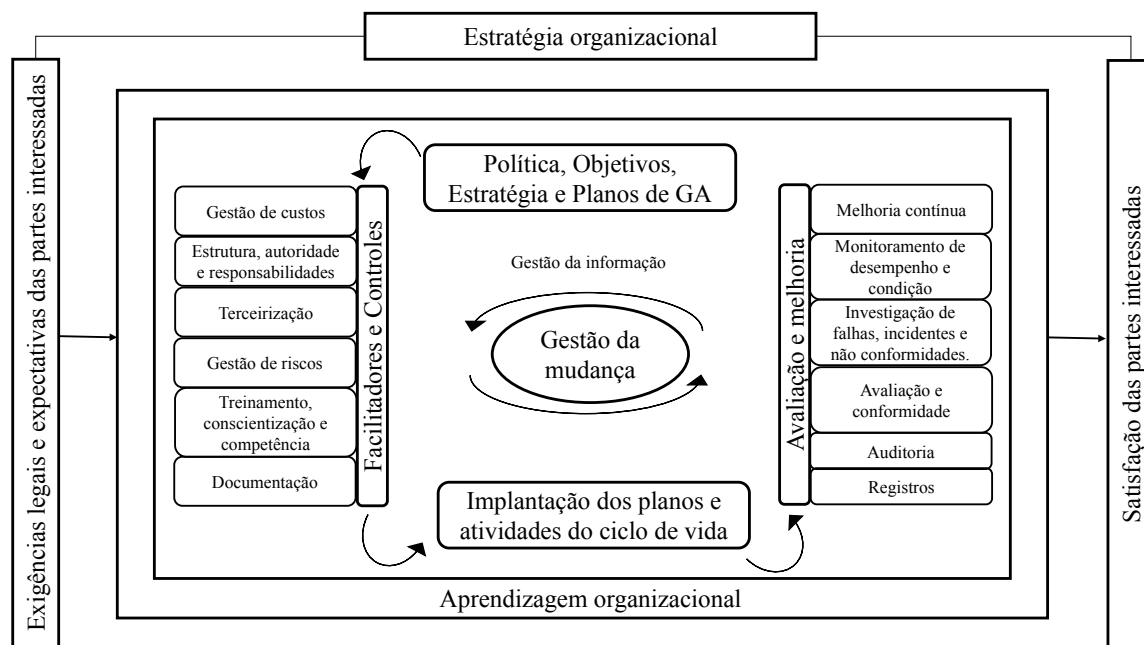 Estratégia organizacional
Exigências legais e expectativas das partes interessadas
Política, Objetivos,
Estratégia e Planos de GA
Facilitadores e Controles
Gestão de custos
Estrutura, autoridade
e responsabilidades
Terceirização
Gestão de riscos
Treinamento,
conscientização e
competência
Documentação
Gestão da informação
Gestão da
mudança
Implantação dos planos e
atividades do ciclo de vida
Avaliação e melhoria
Melhoria contínua
Monitoramento de
desempenho e
condição
Investigação de
falhas, incidentes e
não conformidades.
Avaliação e
conformidade
Auditoria
Registros
Aprendizagem organizacional
Satisfação das partes interessadas